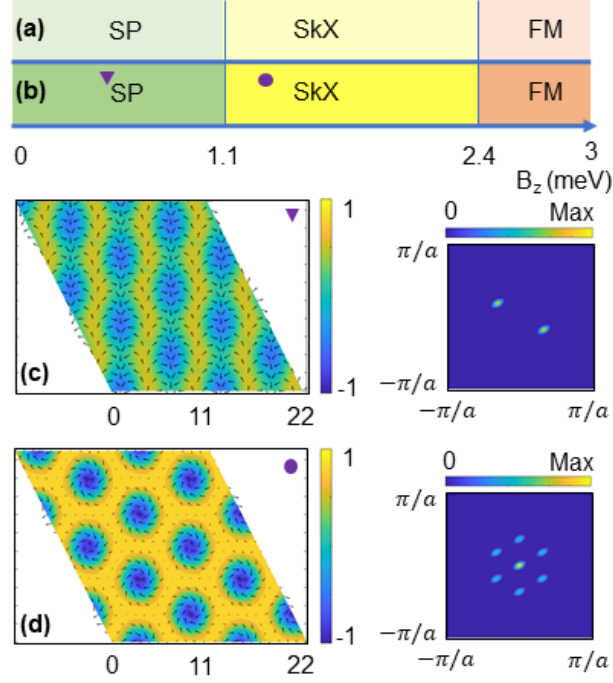 (a) SP SkX FM
(b) SP SkX FM
0 1.1 2.4 3
B_z (meV)
1 0 Max
π/a
(c) -1 −π/a
0 11 22 −π/a π/a
1 0 Max
π/a
(d) -1 −π/a
0 11 22 −π/a π/a